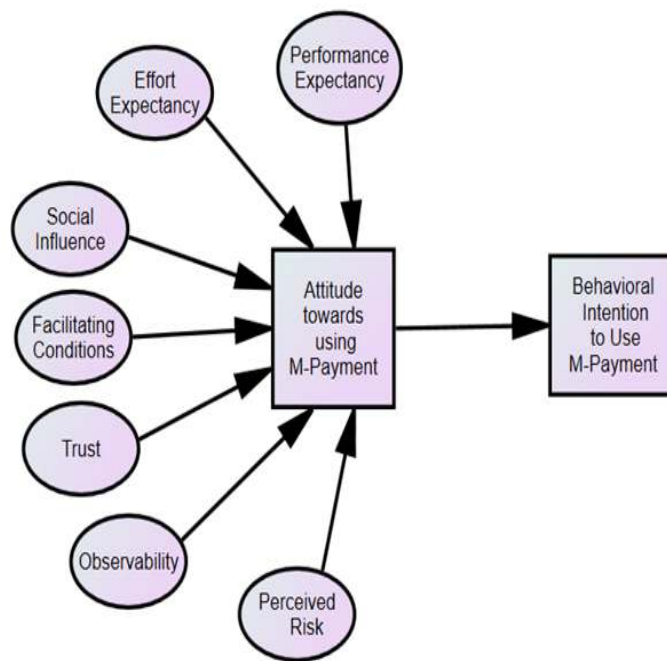 Performance
Expectancy
Effort
Expectancy
Social
Influence
Facilitating
Conditions
Trust
Observability
Perceived
Risk
Attitude
towards
using
M-Payment
Behavioral
Intention
to Use
M-Payment